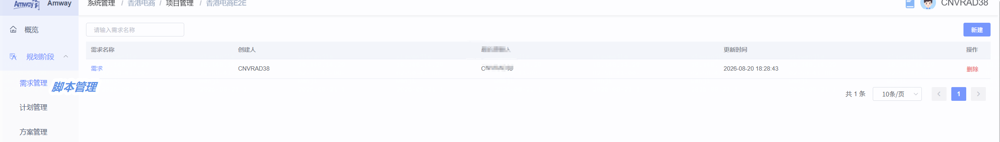 Amway Amway 系统管理 / 香港电商 / 项目管理 / 香港电商E2E CNVRAD38
概览
请输入需求名称 新建
需求名称 创建人 更新时间 操作
规划阶段
需求 CNVRAD38 2026-08-20 18:28:43 删除
需求管理 脚本管理
共 1 条 10条/页 1
计划管理
方案管理